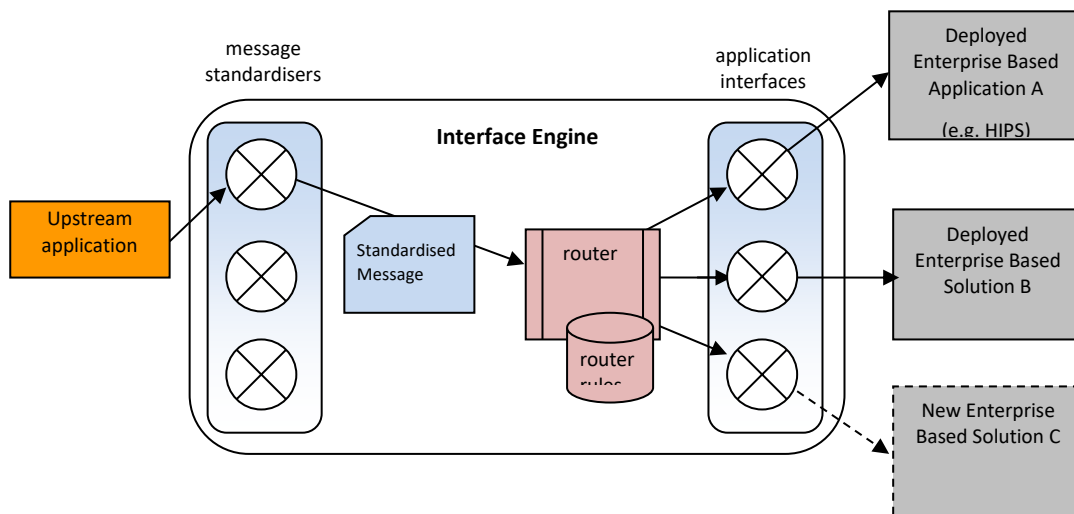 message
standardisers
application
interfaces
Interface Engine
Upstream
application
Standardised
Message
router
router
rules
Deployed
Enterprise Based
Application A
(e.g. HIPS)
Deployed
Enterprise Based
Solution B
New Enterprise
Based Solution C